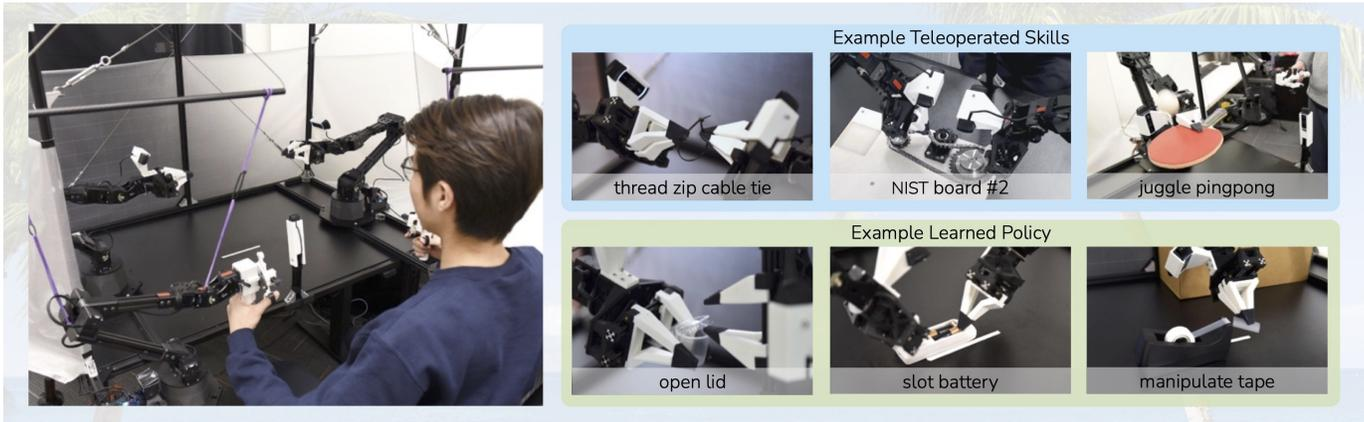 Example Teleoperated Skills
thread zip cable tie
NIST board #2
juggle pingpong
Example Learned Policy
open lid
slot battery
manipulate tape